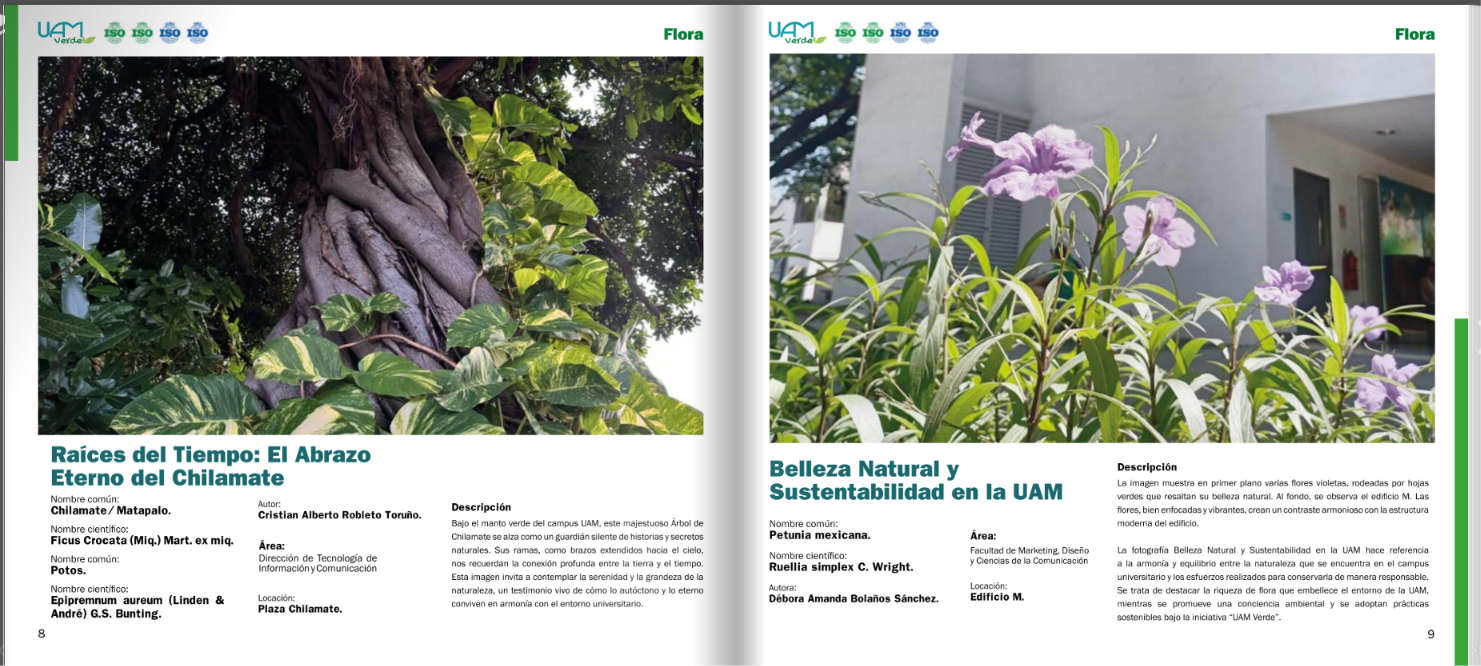 UAM
Verde
ISO ISO ISO ISO
Flora
Raíces del Tiempo: El Abrazo
Eterno del Chilamate
Nombre común:
Chilamate/ Matapalo.
Nombre científico:
Ficus Crocata (Miq.) Mart. ex miq.
Nombre común:
Potos.
Nombre científico:
Epipremnum aureum (Linden &
André) G.S. Bunting.
Autor:
Cristian Alberto Robleto Toruño.
Área:
Dirección de Tecnología de
Información y Comunicación
Locación:
Plaza Chilamate.
Descripción
Bajo el manto verde del campus UAM, este majestuoso Árbol de
Chilamate se alza como un guardián silente de historias y secretos
naturales. Sus ramas, como brazos extendidos hacia el cielo,
nos recuerdan la conexión profunda entre la tierra y el tiempo.
Esta imagen invita a contemplar la serenidad y la grandeza de la
naturaleza, un testimonio vivo de cómo lo autóctono y lo eterno
conviven en armonía con el entorno universitario.
8
UAM
Verde
ISO ISO ISO ISO
Flora
Belleza Natural y
Sustentabilidad en la UAM
Nombre común:
Petunia mexicana.
Nombre científico:
Ruellia simplex C. Wright.
Autora:
Débora Amanda Bolaños Sánchez.
Área:
Facultad de Marketing, Diseño
y Ciencias de la Comunicación
Locación:
Edificio M.
Descripción
La imagen muestra en primer plano varias flores violetas, rodeadas por hojas
verdes que resaltan su belleza natural. Al fondo, se observa el edificio M. Las
flores, bien enfocadas y vibrantes, crean un contraste armonioso con la estructura
moderna del edificio.
La fotografía Belleza Natural y Sustentabilidad en la UAM hace referencia
a la armonía y equilibrio entre la naturaleza que se encuentra en el campus
universitario y los esfuerzos realizados para conservarla de manera responsable.
Se trata de destacar la riqueza de flora que embellece el entorno de la UAM,
mientras se promueve una conciencia ambiental y se adoptan prácticas
sostenibles bajo la iniciativa “UAM Verde”.
9